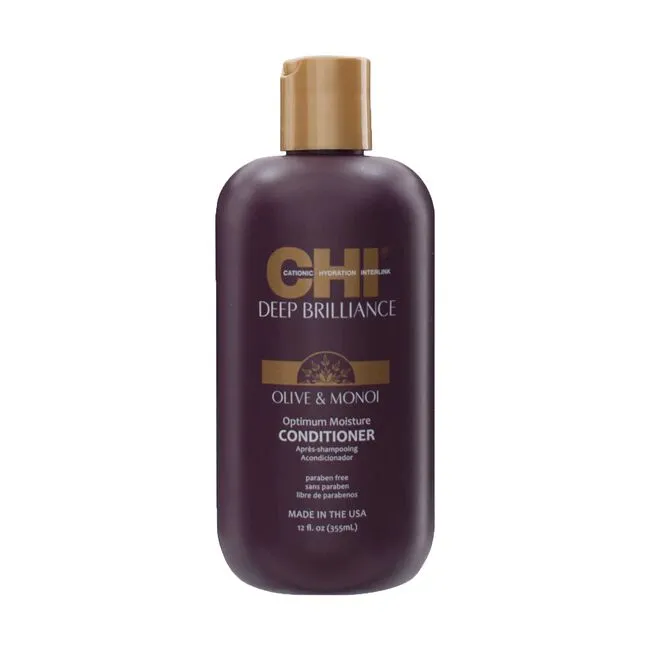 CHI®
CATIONIC HYDRATION INTERLINK
DEEP BRILLIANCE
OLIVE & MONOI
Optimum Moisture
CONDITIONER
Après-shampooing
Acondicionador
paraben free
sans paraben
libre de parabenos
MADE IN THE USA
12 fl. oz (355mL)